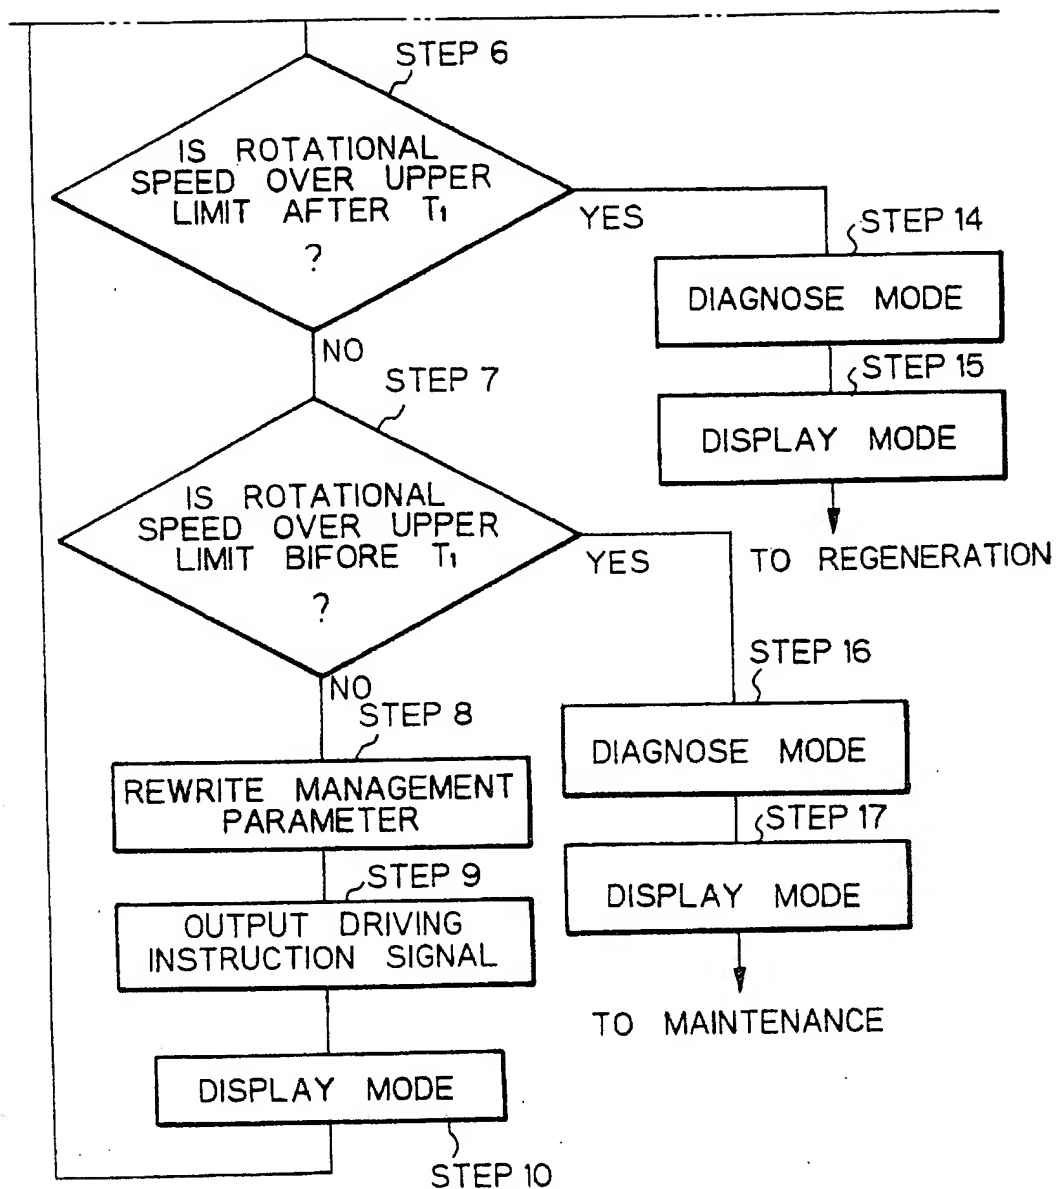 STEP 6
IS ROTATIONAL
SPEED OVER UPPER
LIMIT AFTER T1
?
YES
STEP 14
DIAGNOSE MODE
STEP 15
DISPLAY MODE
TO REGENERATION
NO
STEP 7
IS ROTATIONAL
SPEED OVER UPPER
LIMIT BIFORE T1
?
YES
STEP 16
DIAGNOSE MODE
STEP 17
DISPLAY MODE
TO MAINTENANCE
NO
STEP 8
REWRITE MANAGEMENT
PARAMETER
STEP 9
OUTPUT DRIVING
INSTRUCTION SIGNAL
DISPLAY MODE
STEP 10